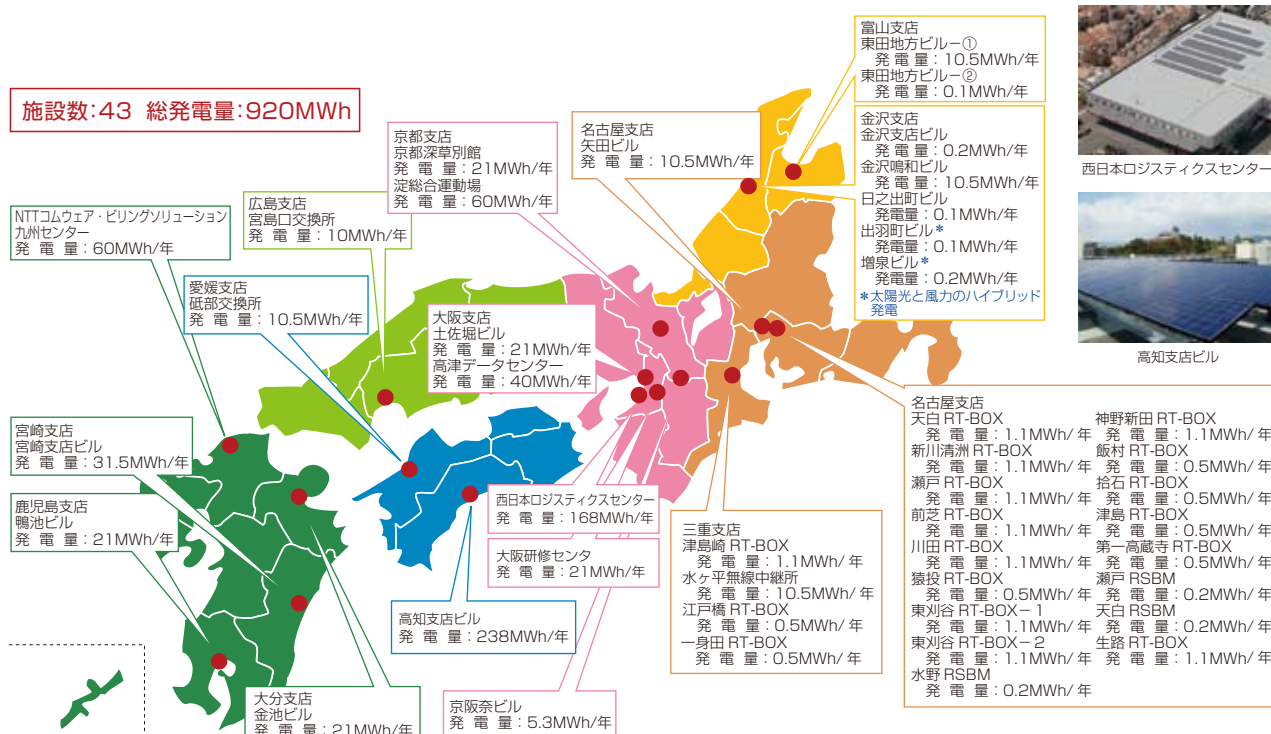 施設数:43 総発電量:920MWh
富山支店
東田地方ビルー①
発電量:10.5MWh/年
東田地方ビルー②
発電量:0.1MWh/年
金沢支店
金沢支店ビル
発電量:0.2MWh/年
金沢鳴和ビル
発電量:10.5MWh/年
日之出町ビル
発電量:0.1MWh/年
出羽町ビル*
発電量:0.1MWh/年
増泉ビル*
発電量:0.2MWh/年
*太陽光と風力のハイブリッド
発電
西日本ロジスティクスセンター
高知支店ビル
名古屋支店
矢田ビル
発電量:10.5MWh/年
京都支店
京都深草別館
発電量:21MWh/年
淀総合運動場
発電量:60MWh/年
広島支店
宮島口交換所
発電量:10MWh/年
NTTコムウェア・ビリングソリューション
九州センター
発電量:60MWh/年
愛媛支店
砥部交換所
発電量:10.5MWh/年
大阪支店
土佐堀ビル
発電量:21MWh/年
高津データセンター
発電量:40MWh/年
宮崎支店
宮崎支店ビル
発電量:31.5MWh/年
鹿児島支店
鴨池ビル
発電量:21MWh/年
西日本ロジスティクスセンター
発電量:168MWh/年
大阪研修センタ
発電量:21MWh/年
高知支店ビル
発電量:238MWh/年
大分支店
金池ビル
発電量:21MWh/年
京阪奈ビル
発電量:5.3MWh/年
三重支店
津島崎 RT-BOX
発電量:1.1MWh/年
水ヶ平無線中継所
発電量:10.5MWh/年
江戸橋 RT-BOX
発電量:0.5MWh/年
一身田 RT-BOX
発電量:0.5MWh/年
名古屋支店
天白 RT-BOX
発電量:1.1MWh/年
新川清洲 RT-BOX
発電量:1.1MWh/年
瀬戸 RT-BOX
発電量:1.1MWh/年
前芝 RT-BOX
発電量:1.1MWh/年
川田 RT-BOX
発電量:1.1MWh/年
猿投 RT-BOX
発電量:0.5MWh/年
東刈谷 RT-BOX－1
発電量:1.1MWh/年
東刈谷 RT-BOX－2
発電量:1.1MWh/年
水野 RSBM
発電量:0.2MWh/年
神野新田 RT-BOX
発電量:1.1MWh/年
飯村 RT-BOX
発電量:0.5MWh/年
拾石 RT-BOX
発電量:0.5MWh/年
津島 RT-BOX
発電量:0.5MWh/年
第一高蔵寺 RT-BOX
発電量:0.5MWh/年
瀬戸 RSBM
発電量:0.2MWh/年
天白 RSBM
発電量:0.2MWh/年
生路 RT-BOX
発電量:1.1MWh/年